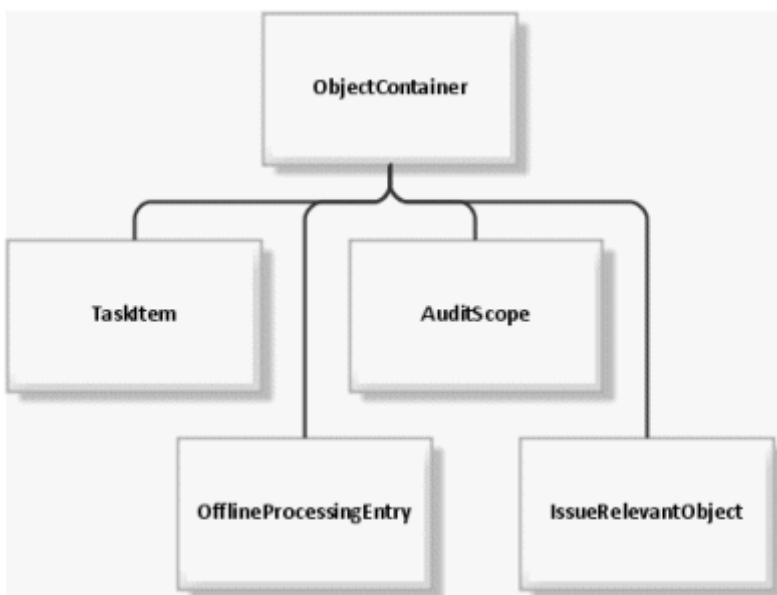 ObjectContainer
TaskItem
AuditScope
OfflineProcessingEntry
IssueRelevantObject